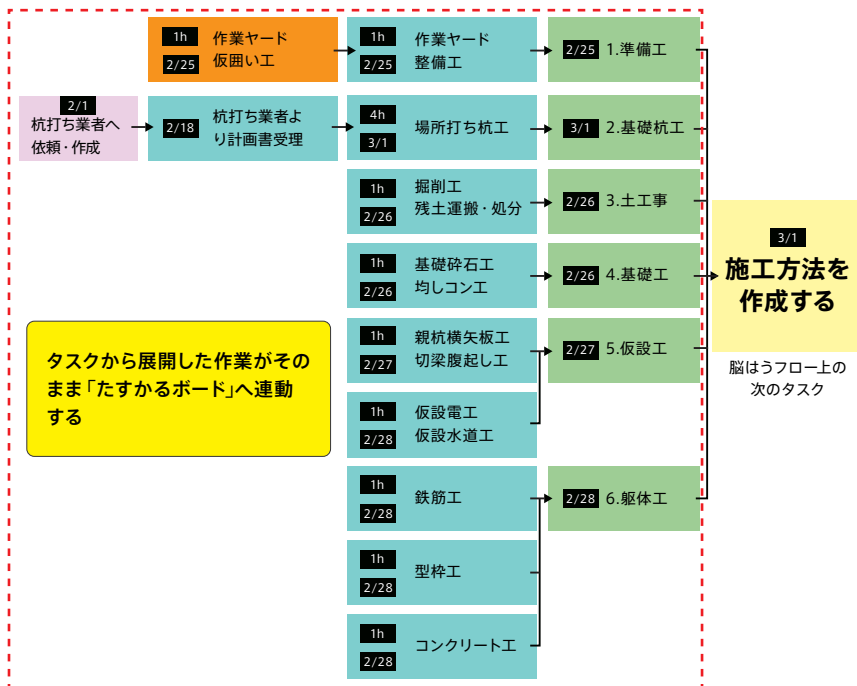 1h
2/25
作業ヤード
仮囲い工
1h
2/25
作業ヤード
整備工
2/25
1.準備工
2/1
杭打ち業者へ
依頼・作成
2/18
杭打ち業者よ
り計画書受理
4h
3/1
場所打ち杭工
3/1
2.基礎杭工
1h
2/26
掘削工
残土運搬・処分
2/26
3.土工事
1h
2/26
基礎砕石工
均しコン工
2/26
4.基礎工
3/1
施工方法を
作成する
脳はうフロー上の
次のタスク
タスクから展開した作業がその
まま「たすかるボード」へ連動
する
1h
2/27
親杭横矢板工
切梁腹起し工
2/27
5.仮設工
1h
2/28
仮設電工
仮設水道工
1h
2/28
鉄筋工
2/28
6.躯体工
1h
2/28
型枠工
1h
2/28
コンクリート工